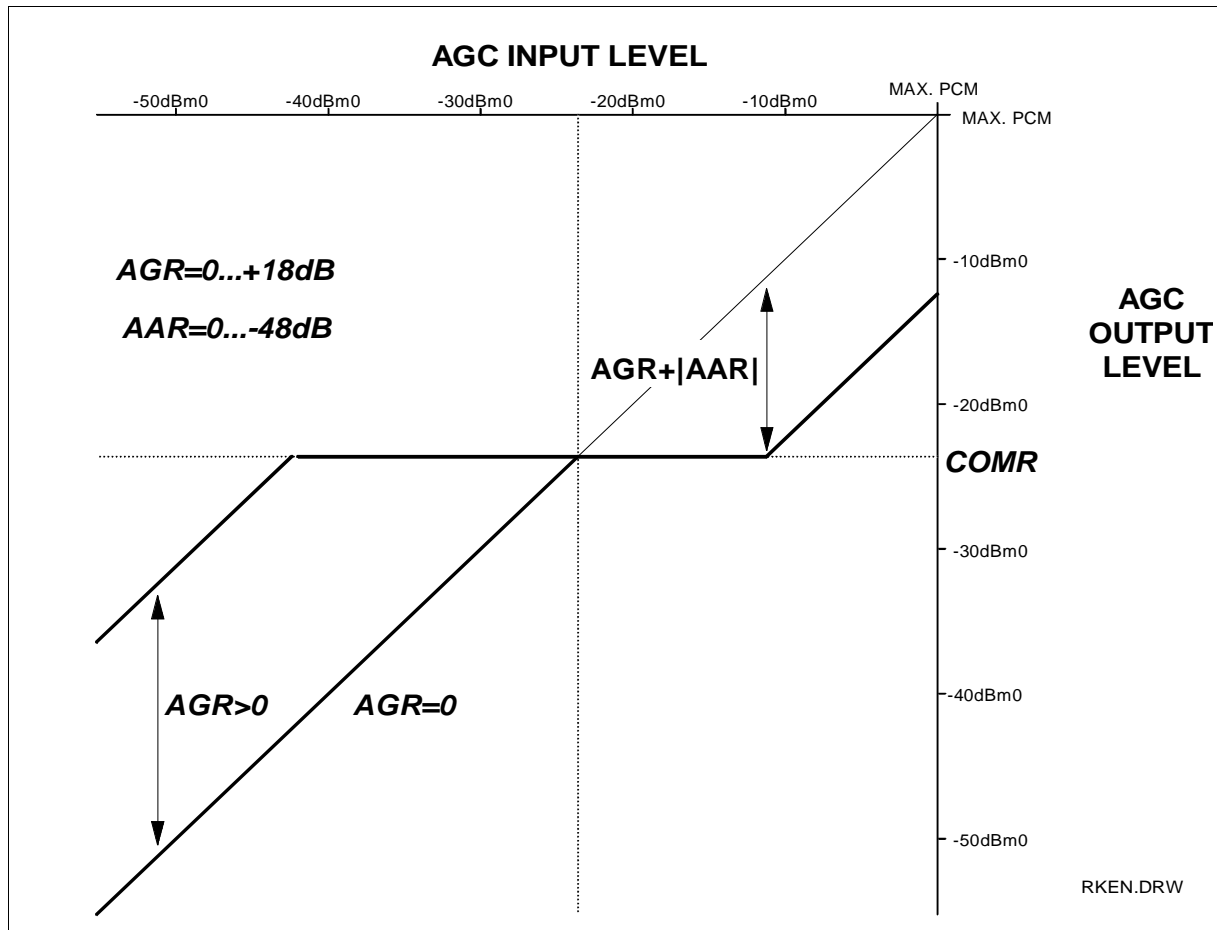 AGC INPUT LEVEL
MAX. PCM
-50dBm0 -40dBm0 -30dBm0 -20dBm0 -10dBm0
MAX. PCM
AGR=0...+18dB
-10dBm0
AAR=0...-48dB
AGC
OUTPUT
LEVEL
AGR+|AAR|
-20dBm0
COMR
-30dBm0
AGR>0
AGR=0
-40dBm0
-50dBm0
RKEN.DRW